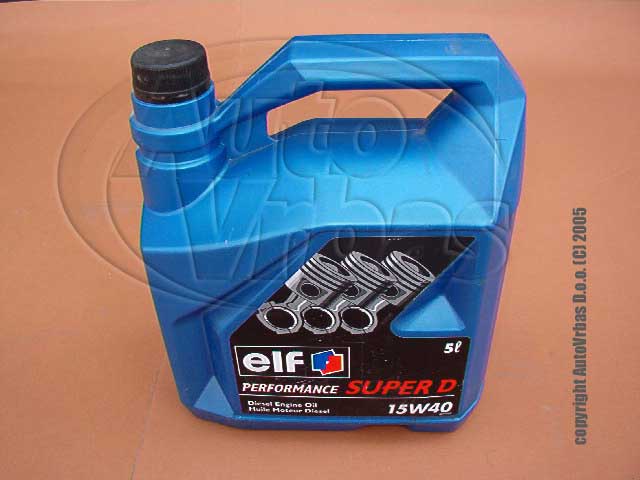 Auto
Vrbas
elf
5l
PERFORMANCE SUPER D
Diesel Engine Oil
Huile Moteur Diesel
15W40
copyright AutoVrbas D.o.o. (C) 2005